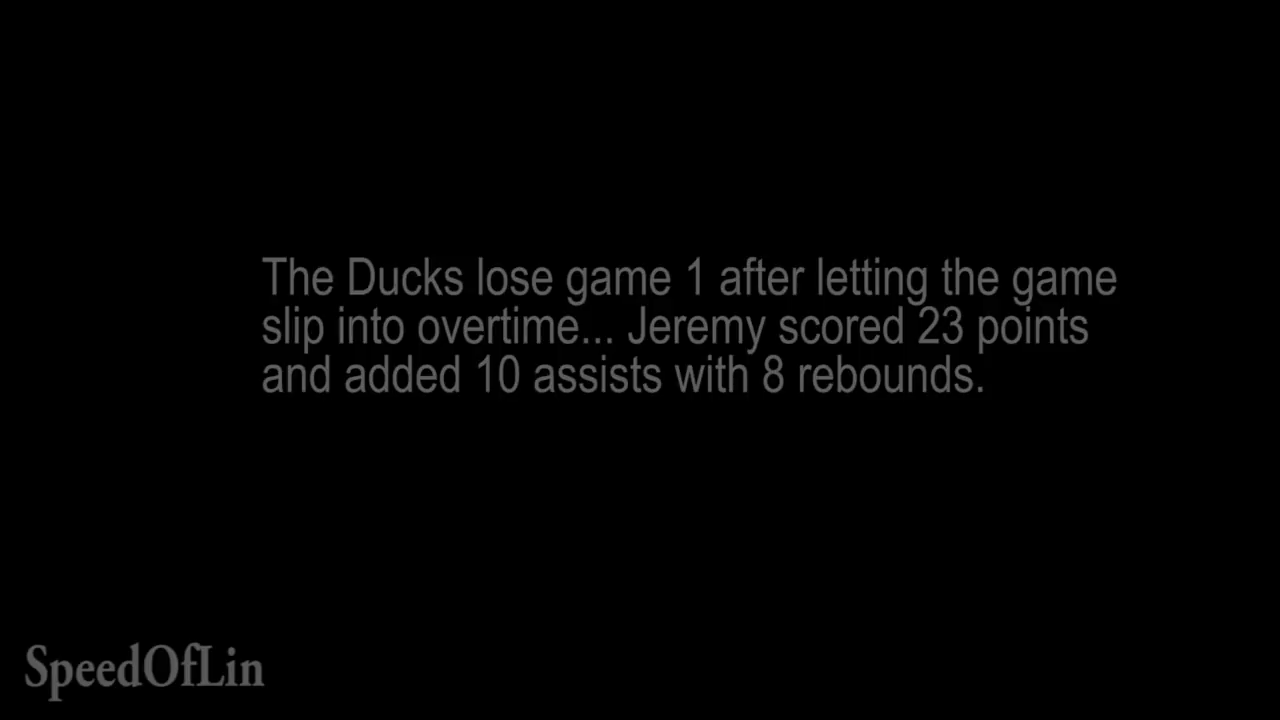 The Ducks lose game 1 after letting the game
slip into overtime... Jeremy scored 23 points
and added 10 assists with 8 rebounds.
SpeedOfLin